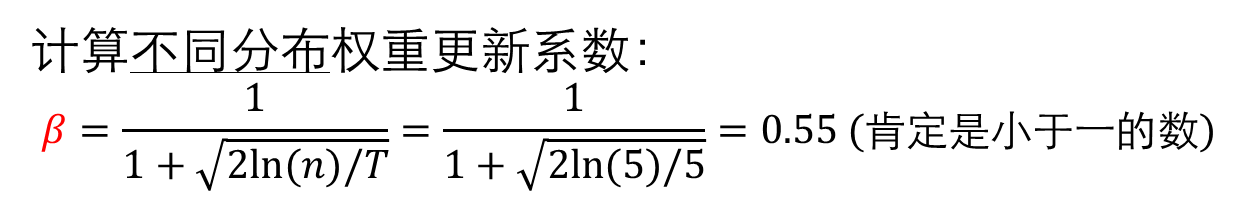 计算不同分布权重更新系数：
β = 1 / (1 + √(2ln(n)/T)) = 1 / (1 + √(2ln(5)/5)) = 0.55 (肯定是小于一的数)